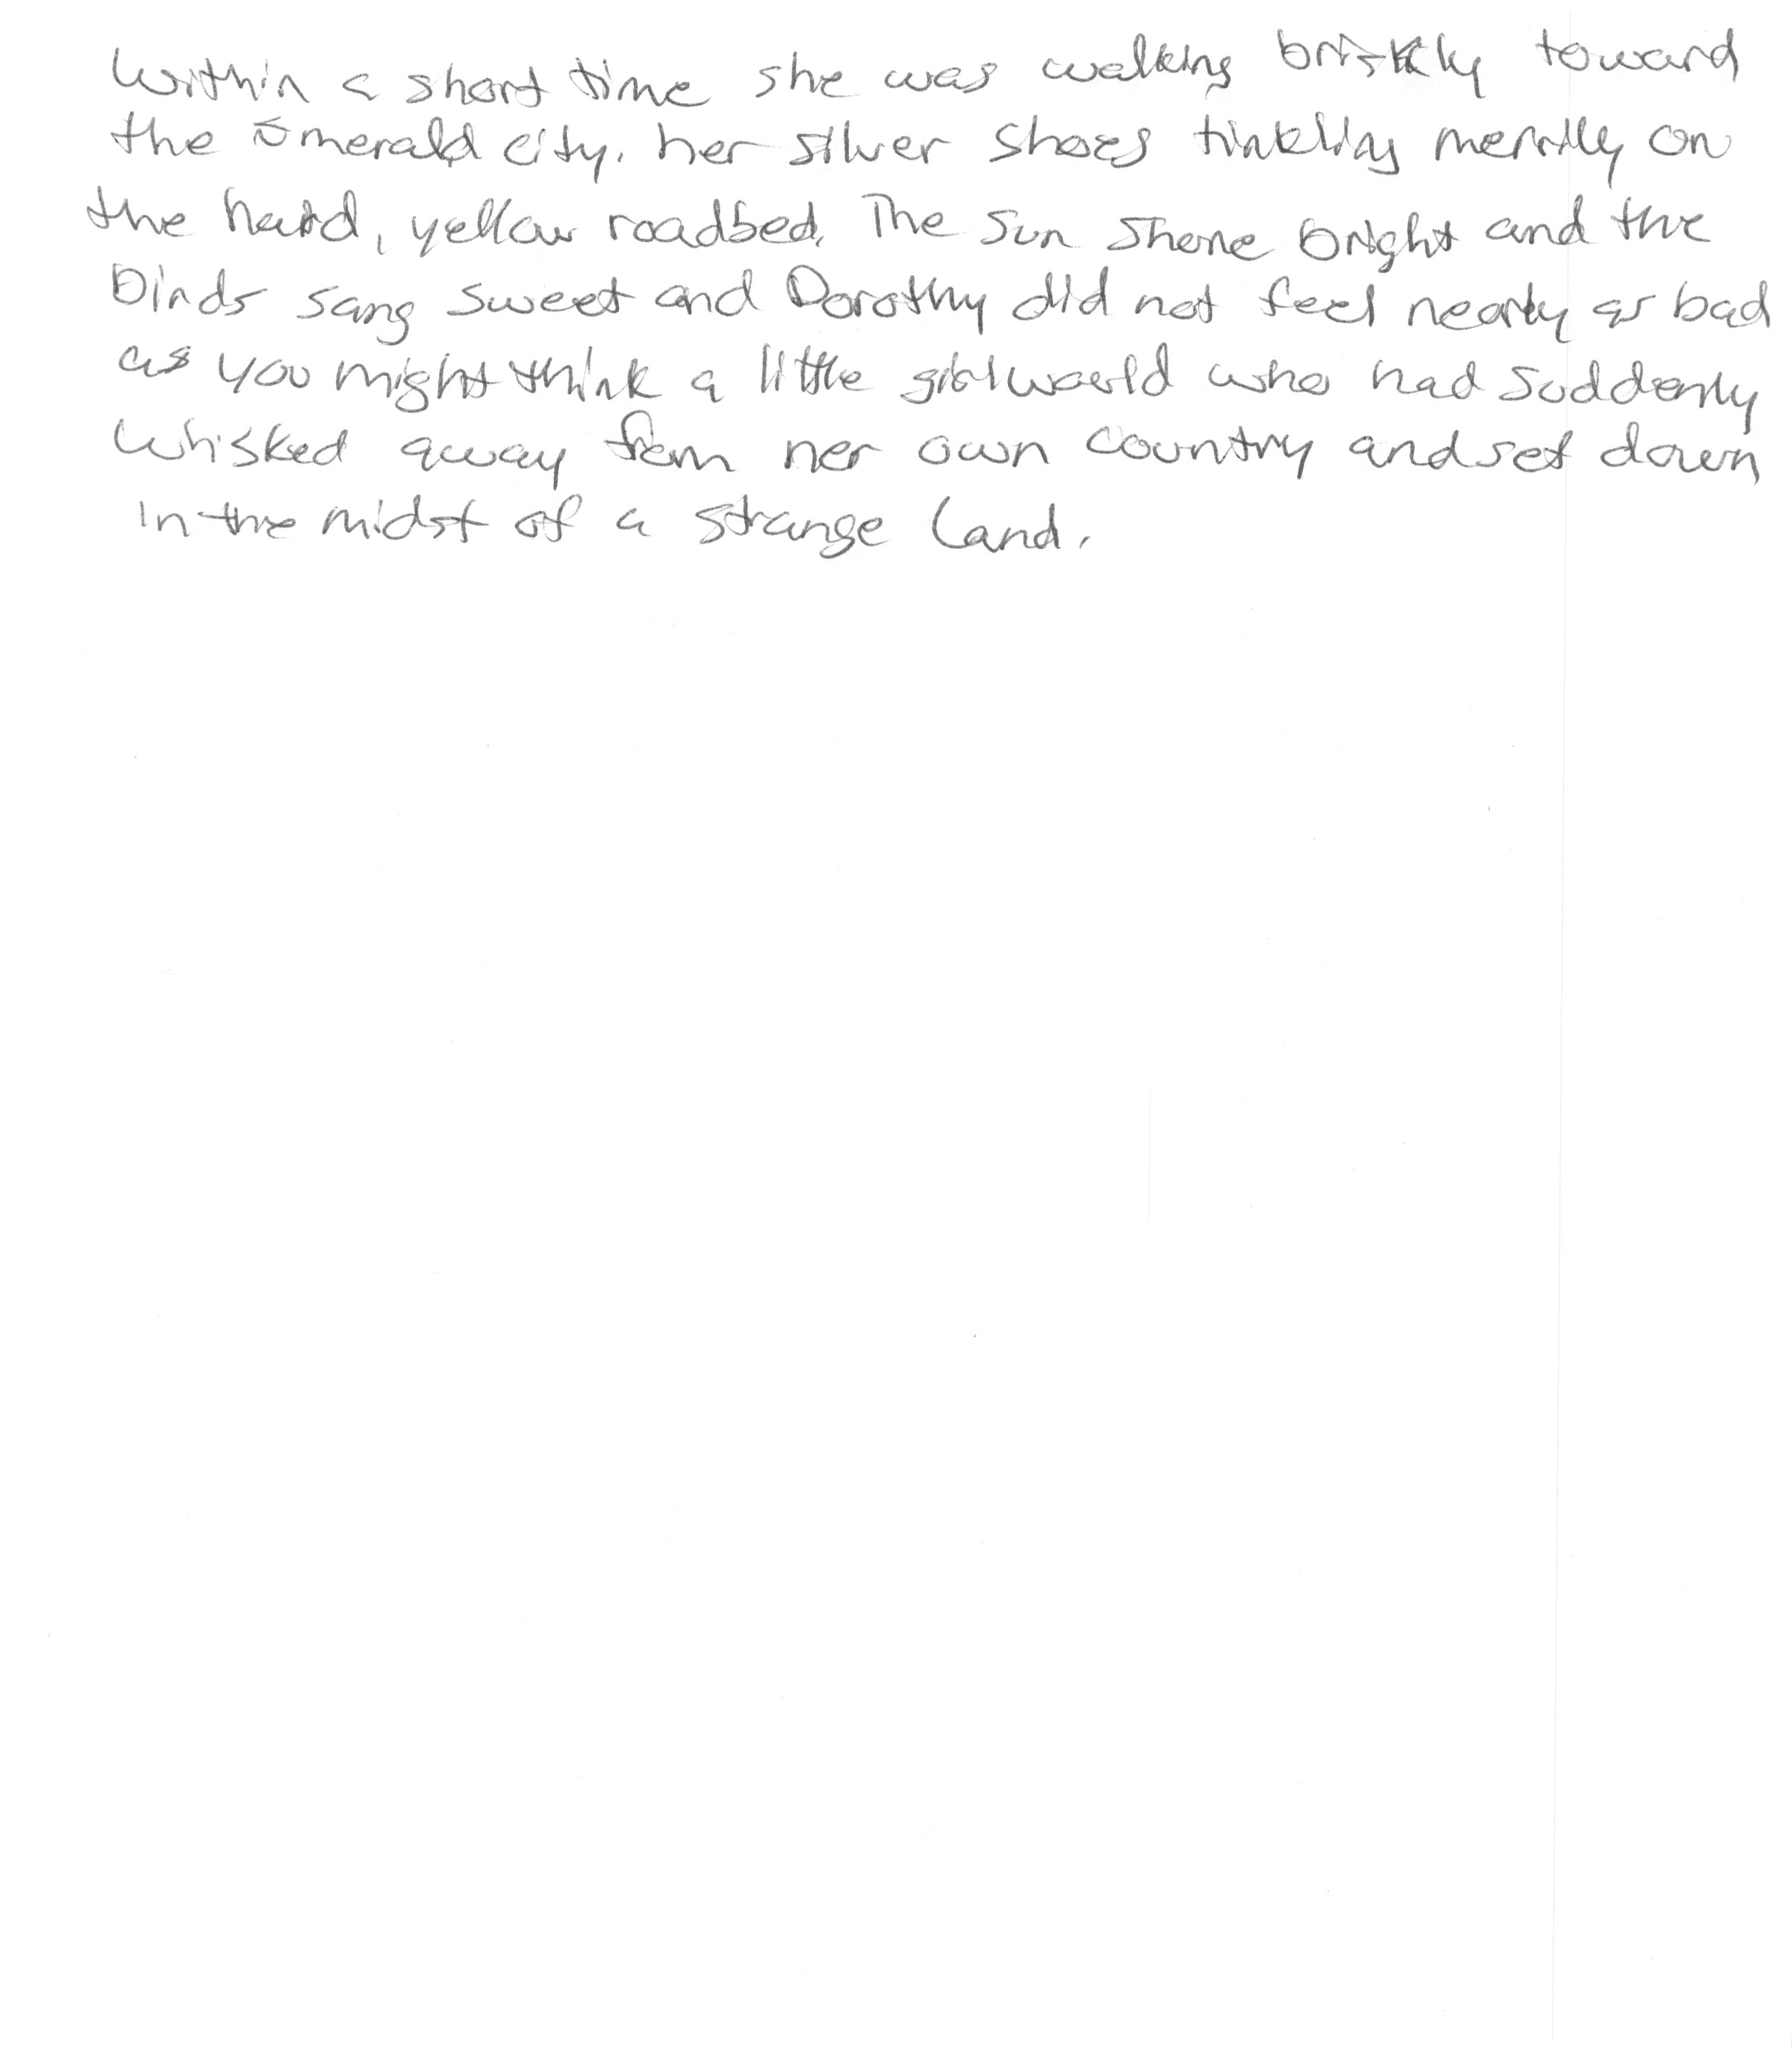 Within a short time she was walking briskly toward
the Emerald city. her silver shoes tinkling merrily on
the hard, yellow roadbed. The sun shone bright and the
birds sang sweet and Dorothy did not feel nearly as bad
as you might think a little girl would who had suddenly
whisked away from her own country and set down
in the midst of a strange land.